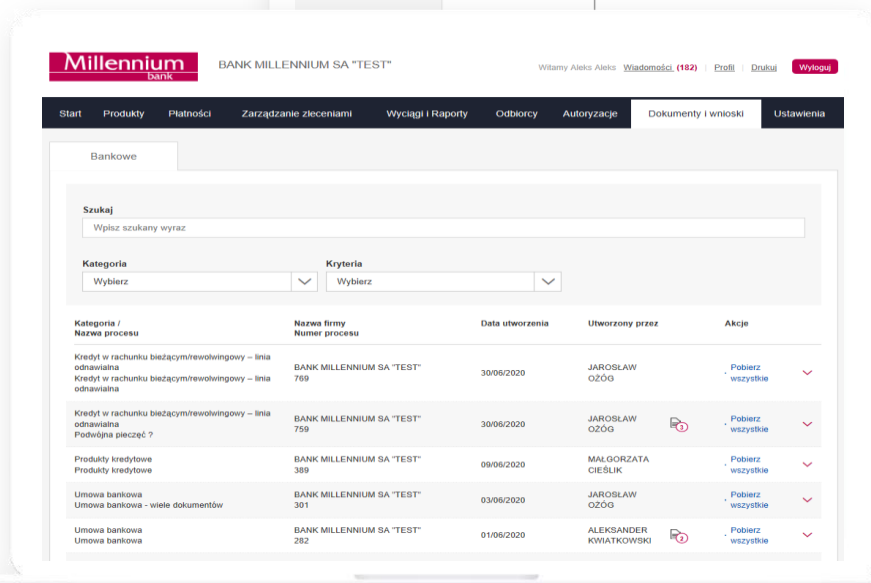 Millennium
bank
BANK MILLENNIUM SA "TEST"
Witamy Aleks Aleks Wiadomości (182) Profil Drukuj Wyloguj
Start Produkty Płatności Zarządzanie zleceniami Wyciągi i Raporty Odbiorcy Autoryzacje Dokumenty i wnioski Ustawienia
Bankowe
Szukaj
Wpisz szukany wyraz
Kategoria Kryteria
Wybierz Wybierz
Kategoria / Nazwa firmy Data utworzenia Utworzony przez Akcje
Nazwa procesu Numer procesu
Kredyt w rachunku bieżącym/rewolwingowy – linia
odnawialna
Kredyt w rachunku bieżącym/rewolwingowy – linia
odnawialna
BANK MILLENNIUM SA "TEST"
769
30/06/2020
JAROSŁAW
OŻÓG
Pobierz
wszystkie
Kredyt w rachunku bieżącym/rewolwingowy – linia
odnawialna
Podwójna pieczęć ?
BANK MILLENNIUM SA "TEST"
759
30/06/2020
JAROSŁAW
OŻÓG
3
Pobierz
wszystkie
Produkty kredytowe
Produkty kredytowe
BANK MILLENNIUM SA "TEST"
389
09/06/2020
MAŁGORZATA
CIEŚLIK
Pobierz
wszystkie
Umowa bankowa
Umowa bankowa - wiele dokumentów
BANK MILLENNIUM SA "TEST"
301
03/06/2020
JAROSŁAW
OŻÓG
Pobierz
wszystkie
Umowa bankowa
Umowa bankowa
BANK MILLENNIUM SA "TEST"
282
01/06/2020
ALEKSANDER
KWIATKOWSKI
2
Pobierz
wszystkie